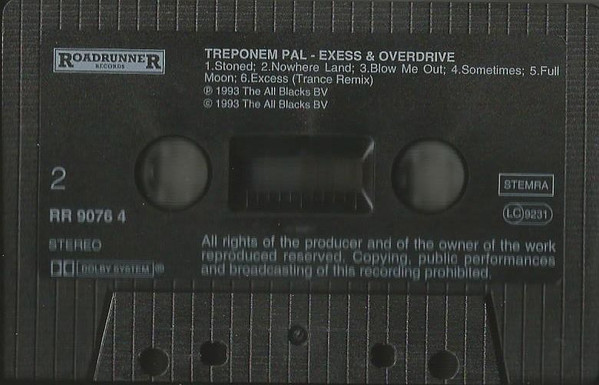 ROADRUNNER
RECORDS
TREPONEM PAL - EXESS & OVERDRIVE
1.Stoned; 2.Nowhere Land; 3.Blow Me Out; 4.Sometimes; 5.Full
Moon; 6.Excess (Trance Remix)
℗ 1993 The All Blacks BV
© 1993 The All Blacks BV
2
STEMRA
RR 9076 4
LC 9231
STEREO
All rights of the producer and of the owner of the work
reproduced reserved. Copying, public performances
and broadcasting of this recording prohibited.
DOLBY SYSTEM ®